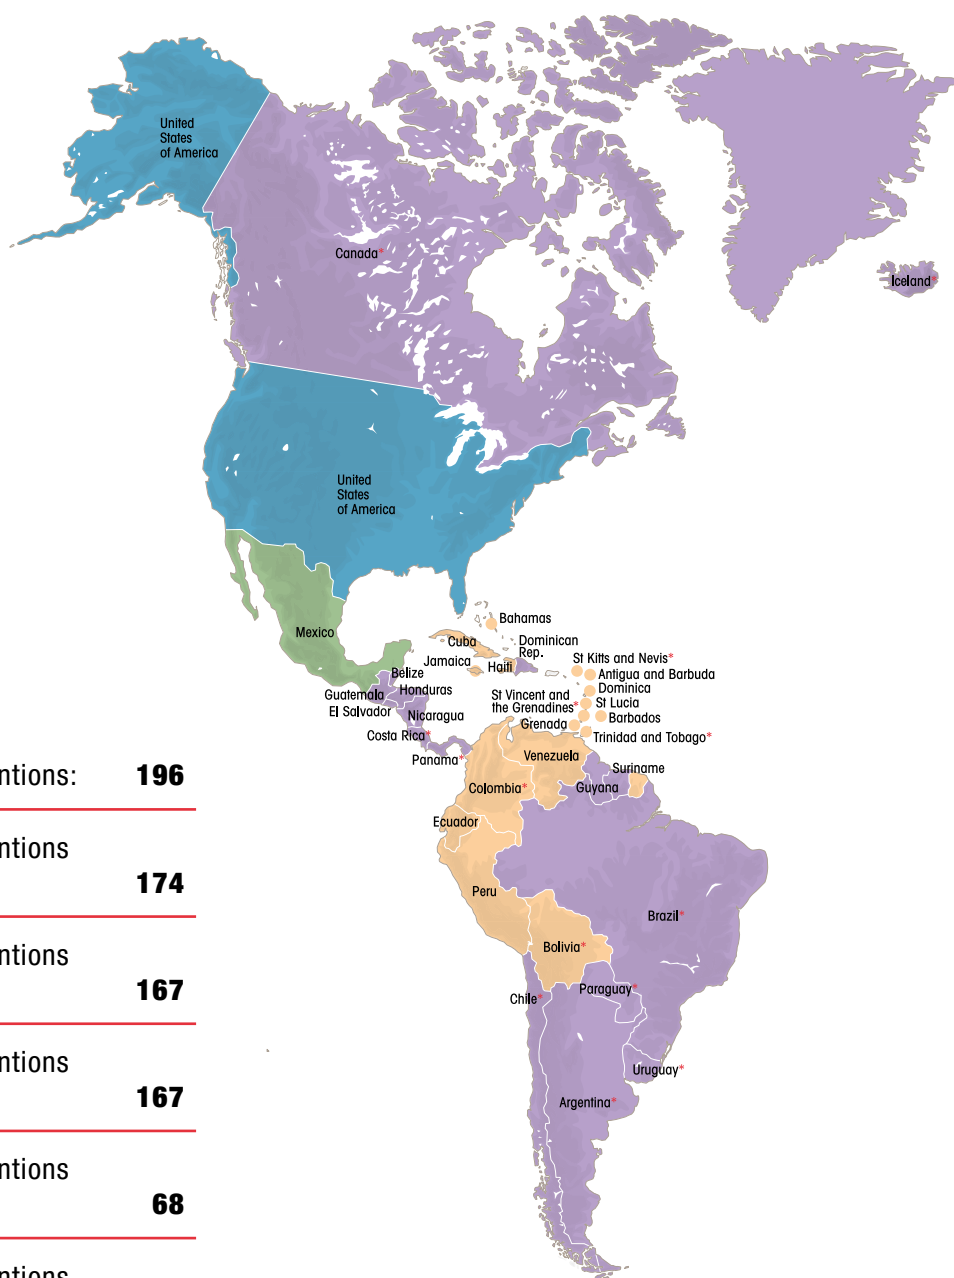 United
States
of America
Canada*
Iceland*
United
States
of America
Mexico
Bahamas
Cuba
Dominican
Rep.
Jamaica
Haiti
St Kitts and Nevis*
Antigua and Barbuda
Dominica
St Lucia
St Vincent and
the Grenadines*
Barbados
Grenada
Trinidad and Tobago*
Belize
Guatemala
Honduras
El Salvador
Nicaragua
Costa Rica*
Panama*
Venezuela
Suriname
Guyana
Colombia*
Ecuador
Peru
Brazil*
Bolivia*
Paraguay*
Chile*
Uruguay*
Argentina*
ntions: 196
ntions
174
ntions
167
ntions
167
ntions
68
ntions